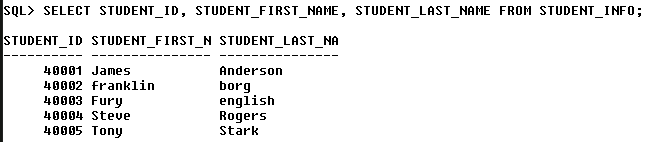 SQL> SELECT STUDENT_ID, STUDENT_FIRST_NAME, STUDENT_LAST_NAME FROM STUDENT_INFO;
STUDENT_ID STUDENT_FIRST_N STUDENT_LAST_NA
---------- --------------- ---------------
     40001 James           Anderson
     40002 franklin        borg
     40003 Fury            english
     40004 Steve           Rogers
     40005 Tony            Stark